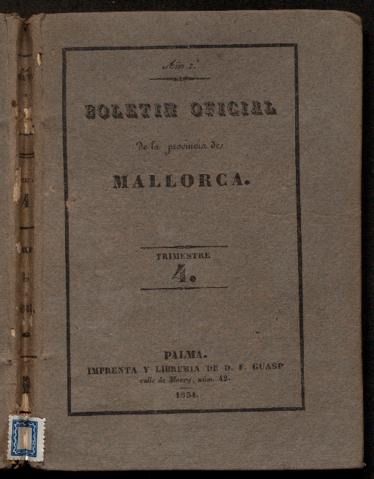 Año 2.º
BOLETIN OFICIAL
de la provincia de
MALLORCA.
TRIMESTRE
4.º
PALMA.
IMPRENTA Y LIBRERIA DE D. F. GUASP
calle de Morey, núm. 42.
1834.
4